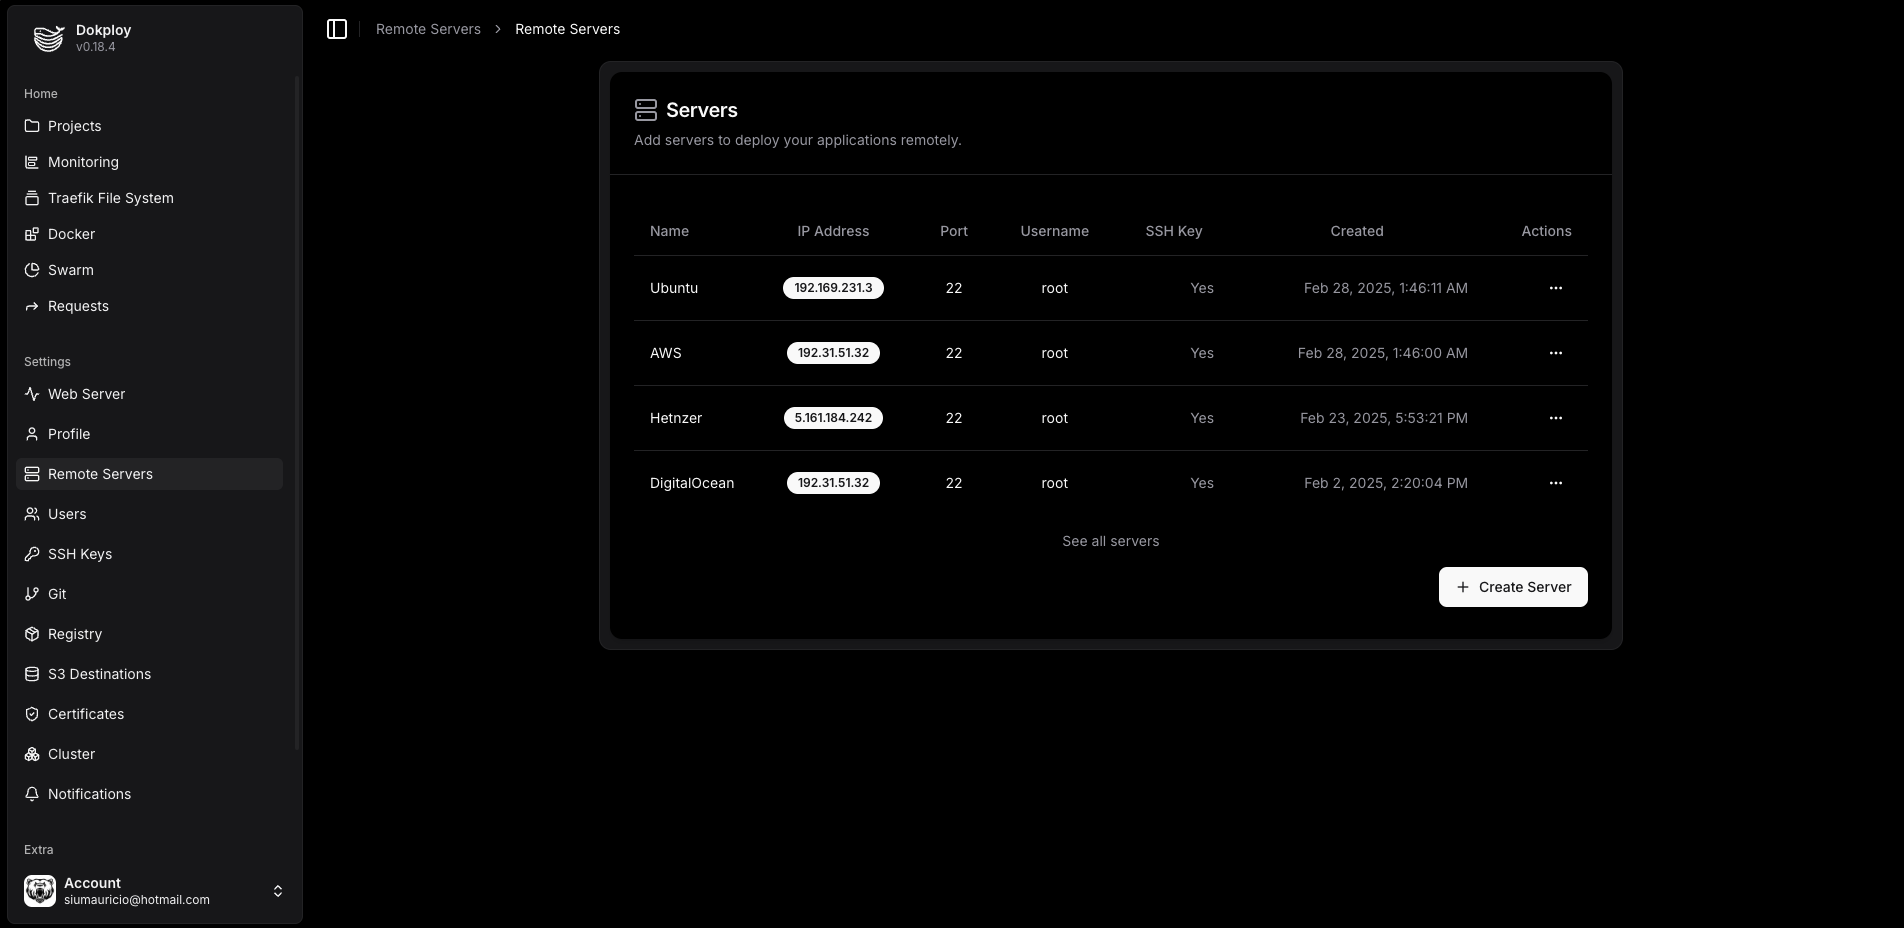 Dokploy
v0.18.4
Home
Projects
Monitoring
Traefik File System
Docker
Swarm
Requests
Settings
Web Server
Profile
Remote Servers
Users
SSH Keys
Git
Registry
S3 Destinations
Certificates
Cluster
Notifications
Extra
Account
siumauricio@hotmail.com
Remote Servers > Remote Servers
Servers
Add servers to deploy your applications remotely.
Name IP Address Port Username SSH Key Created Actions
Ubuntu 192.169.231.3 22 root Yes Feb 28, 2025, 1:46:11 AM
AWS 192.31.51.32 22 root Yes Feb 28, 2025, 1:46:00 AM
Hetnzer 5.161.184.242 22 root Yes Feb 23, 2025, 5:53:21 PM
DigitalOcean 192.31.51.32 22 root Yes Feb 2, 2025, 2:20:04 PM
See all servers
+ Create Server